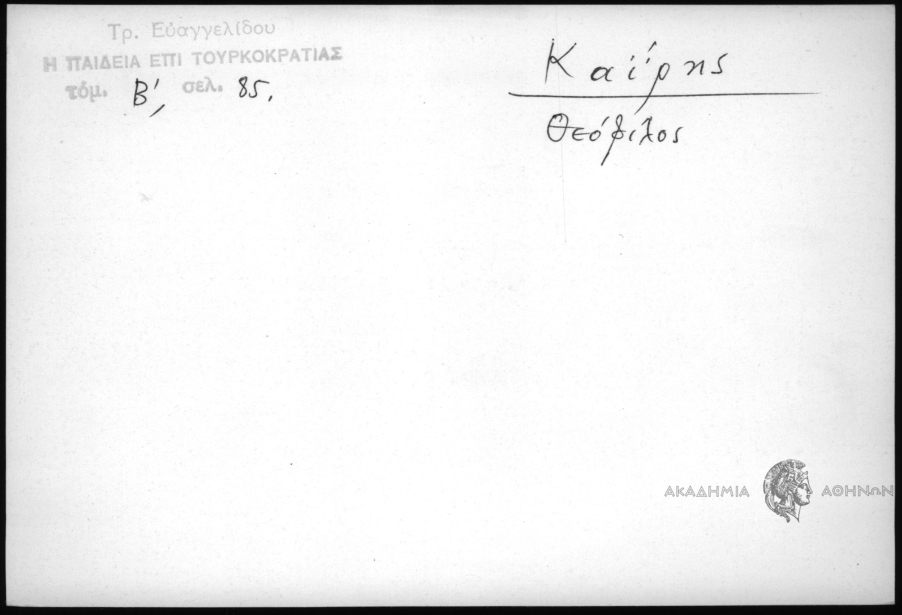 Τρ. Εὐαγγελίδου
Η ΠΑΙΔΕΙΑ ΕΠΙ ΤΟΥΡΚΟΚΡΑΤΙΑΣ
τόμ. Β', σελ. 85.
Καΐρης
Θεόφιλος
ΑΚΑΔΗΜΙΑ ΑΘΗΝΩΝ